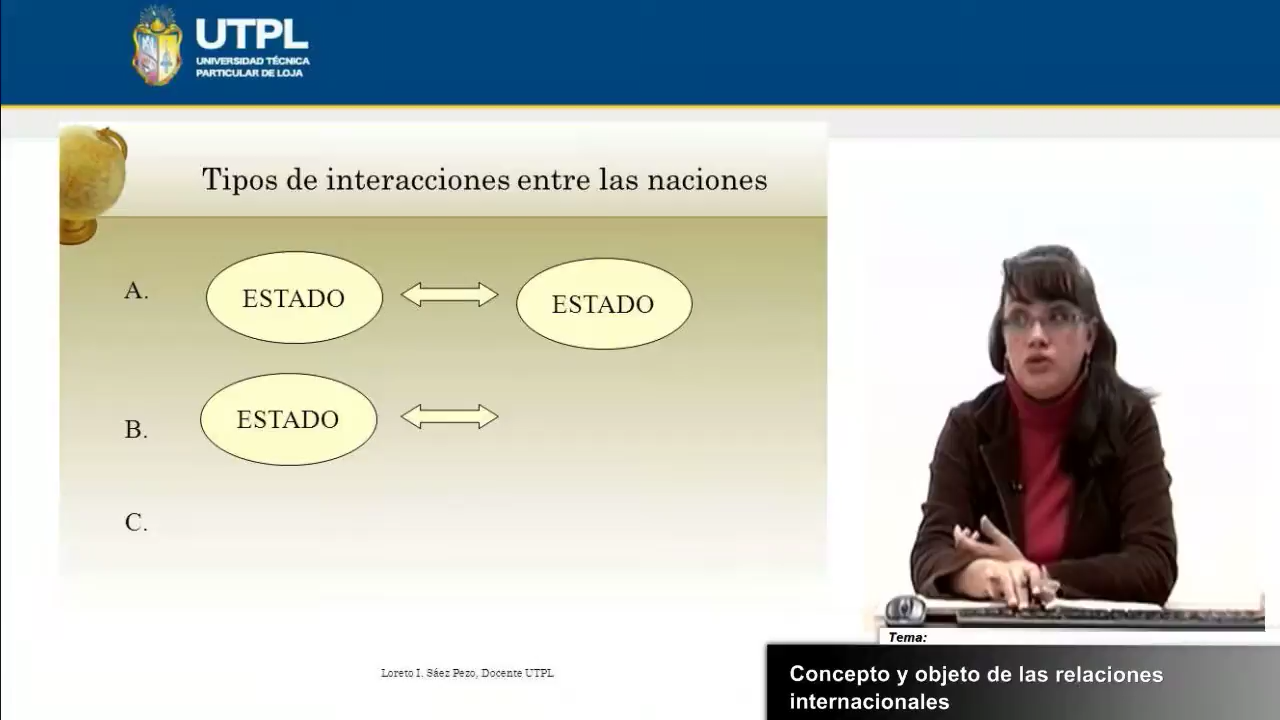 UTPL
UNIVERSIDAD TÉCNICA
PARTICULAR DE LOJA
Tipos de interacciones entre las naciones
A.
ESTADO
ESTADO
B.
ESTADO
C.
Loreto I. Sáez Pezo, Docente UTPL
Tema:
Concepto y objeto de las relaciones
internacionales